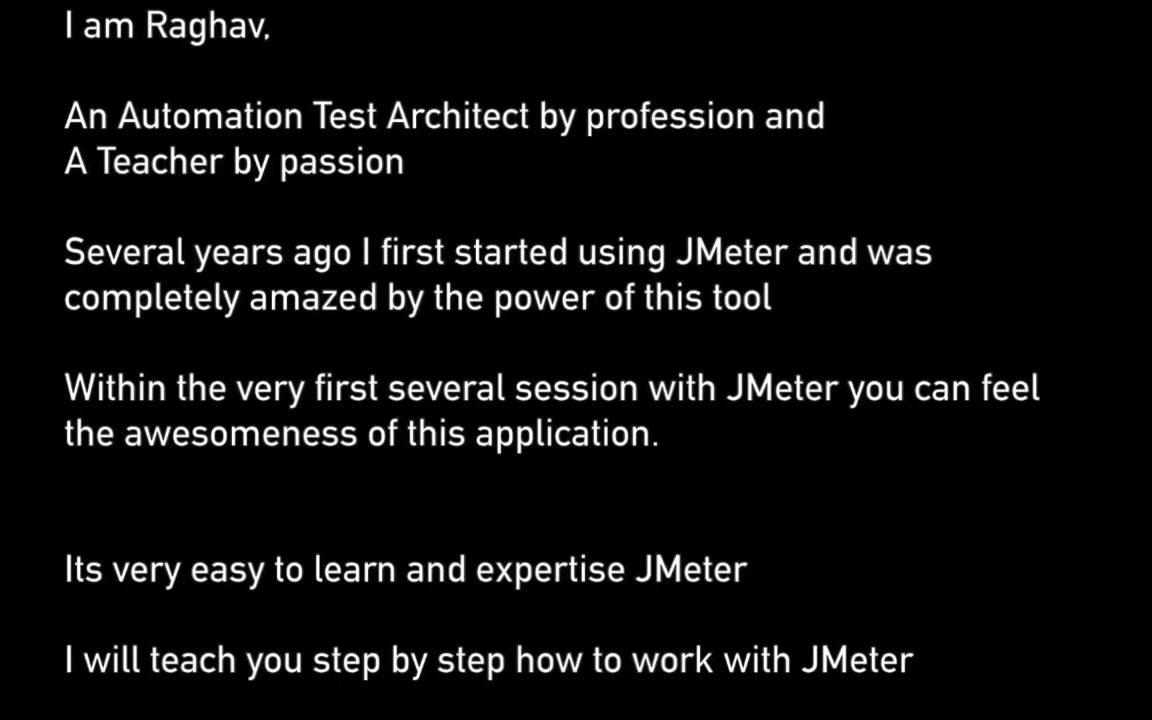 I am Raghav,
An Automation Test Architect by profession and
A Teacher by passion
Several years ago I first started using JMeter and was
completely amazed by the power of this tool
Within the very first several session with JMeter you can feel
the awesomeness of this application.
Its very easy to learn and expertise JMeter
I will teach you step by step how to work with JMeter